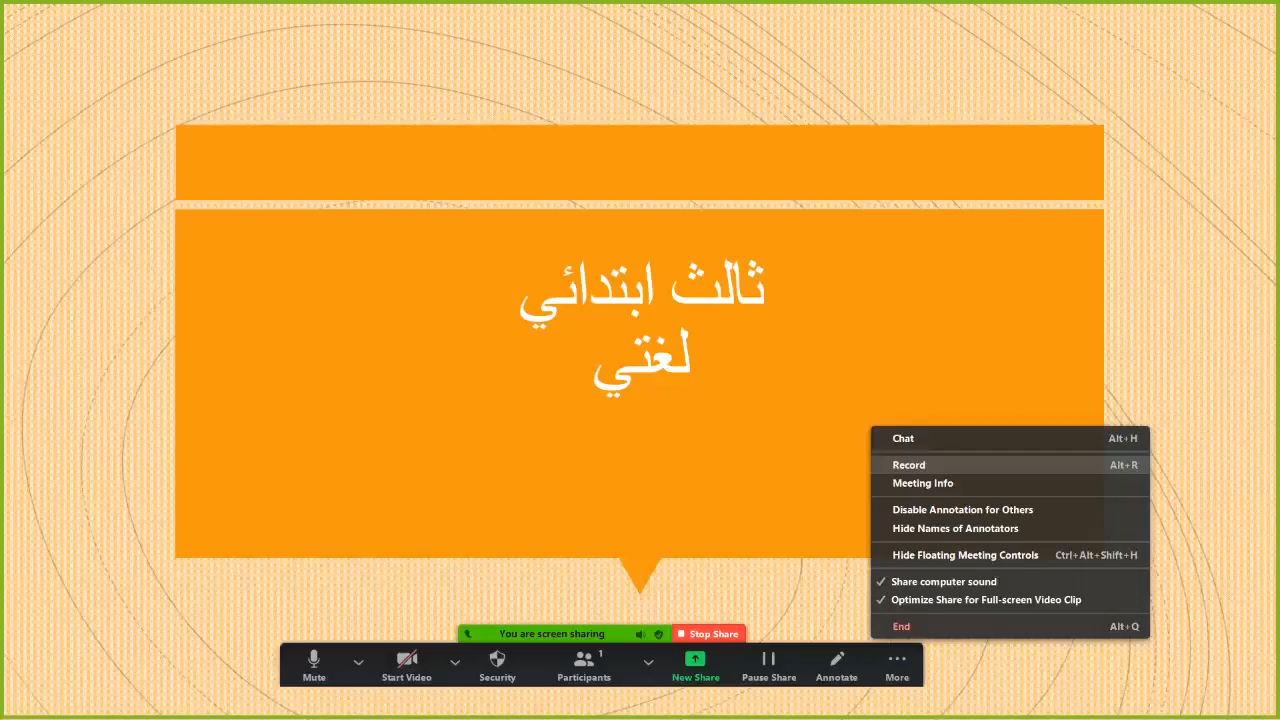 ثالث ابتدائي
لغتي
Chat Alt+H
Record Alt+R
Meeting Info
Disable Annotation for Others
Hide Names of Annotators
Hide Floating Meeting Controls Ctrl+Alt+Shift+H
Share computer sound
Optimize Share for Full-screen Video Clip
End Alt+Q
You are screen sharing Stop Share
1
Mute Start Video Security Participants New Share Pause Share Annotate More